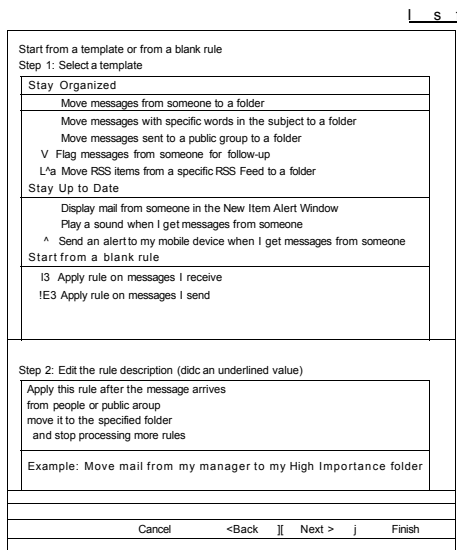 I s
Start from a template or from a blank rule
Step 1: Select a template
Stay Organized
Move messages from someone to a folder
Move messages with specific words in the subject to a folder
Move messages sent to a public group to a folder
V Flag messages from someone for follow-up
L^a Move RSS items from a specific RSS Feed to a folder
Stay Up to Date
Display mail from someone in the New Item Alert Window
Play a sound when I get messages from someone
^ Send an alert to my mobile device when I get messages from someone
Start from a blank rule
I3 Apply rule on messages I receive
!E3 Apply rule on messages I send
Step 2: Edit the rule description (didc an underlined value)
Apply this rule after the message arrives
from people or public aroup
move it to the specified folder
and stop processing more rules
Example: Move mail from my manager to my High Importance folder
Cancel <Back ][ Next > j Finish